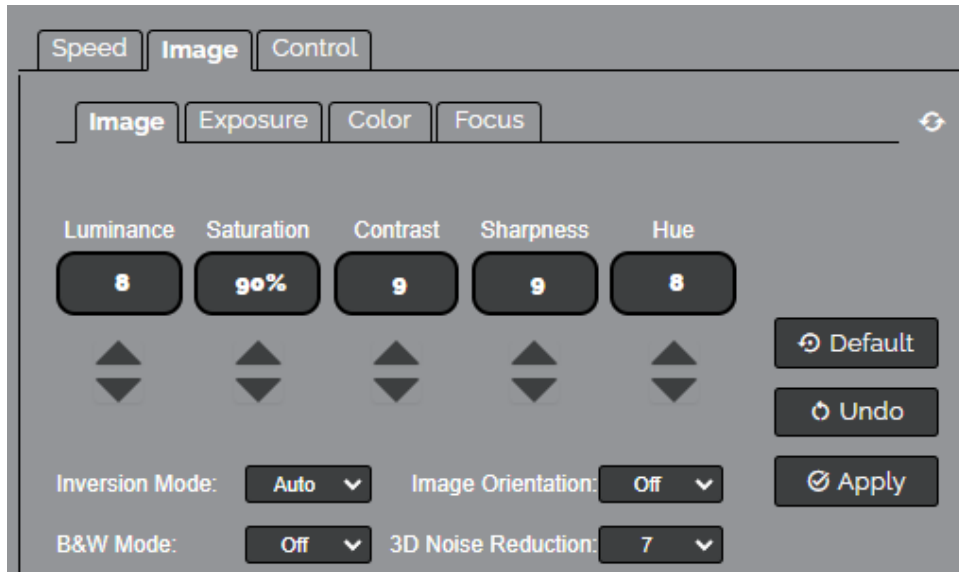 Speed Image Control
Image Exposure Color Focus
Luminance Saturation Contrast Sharpness Hue
8 90% 9 9 8
Default
Undo
Inversion Mode: Auto Image Orientation: Off Apply
B&W Mode: Off 3D Noise Reduction: 7